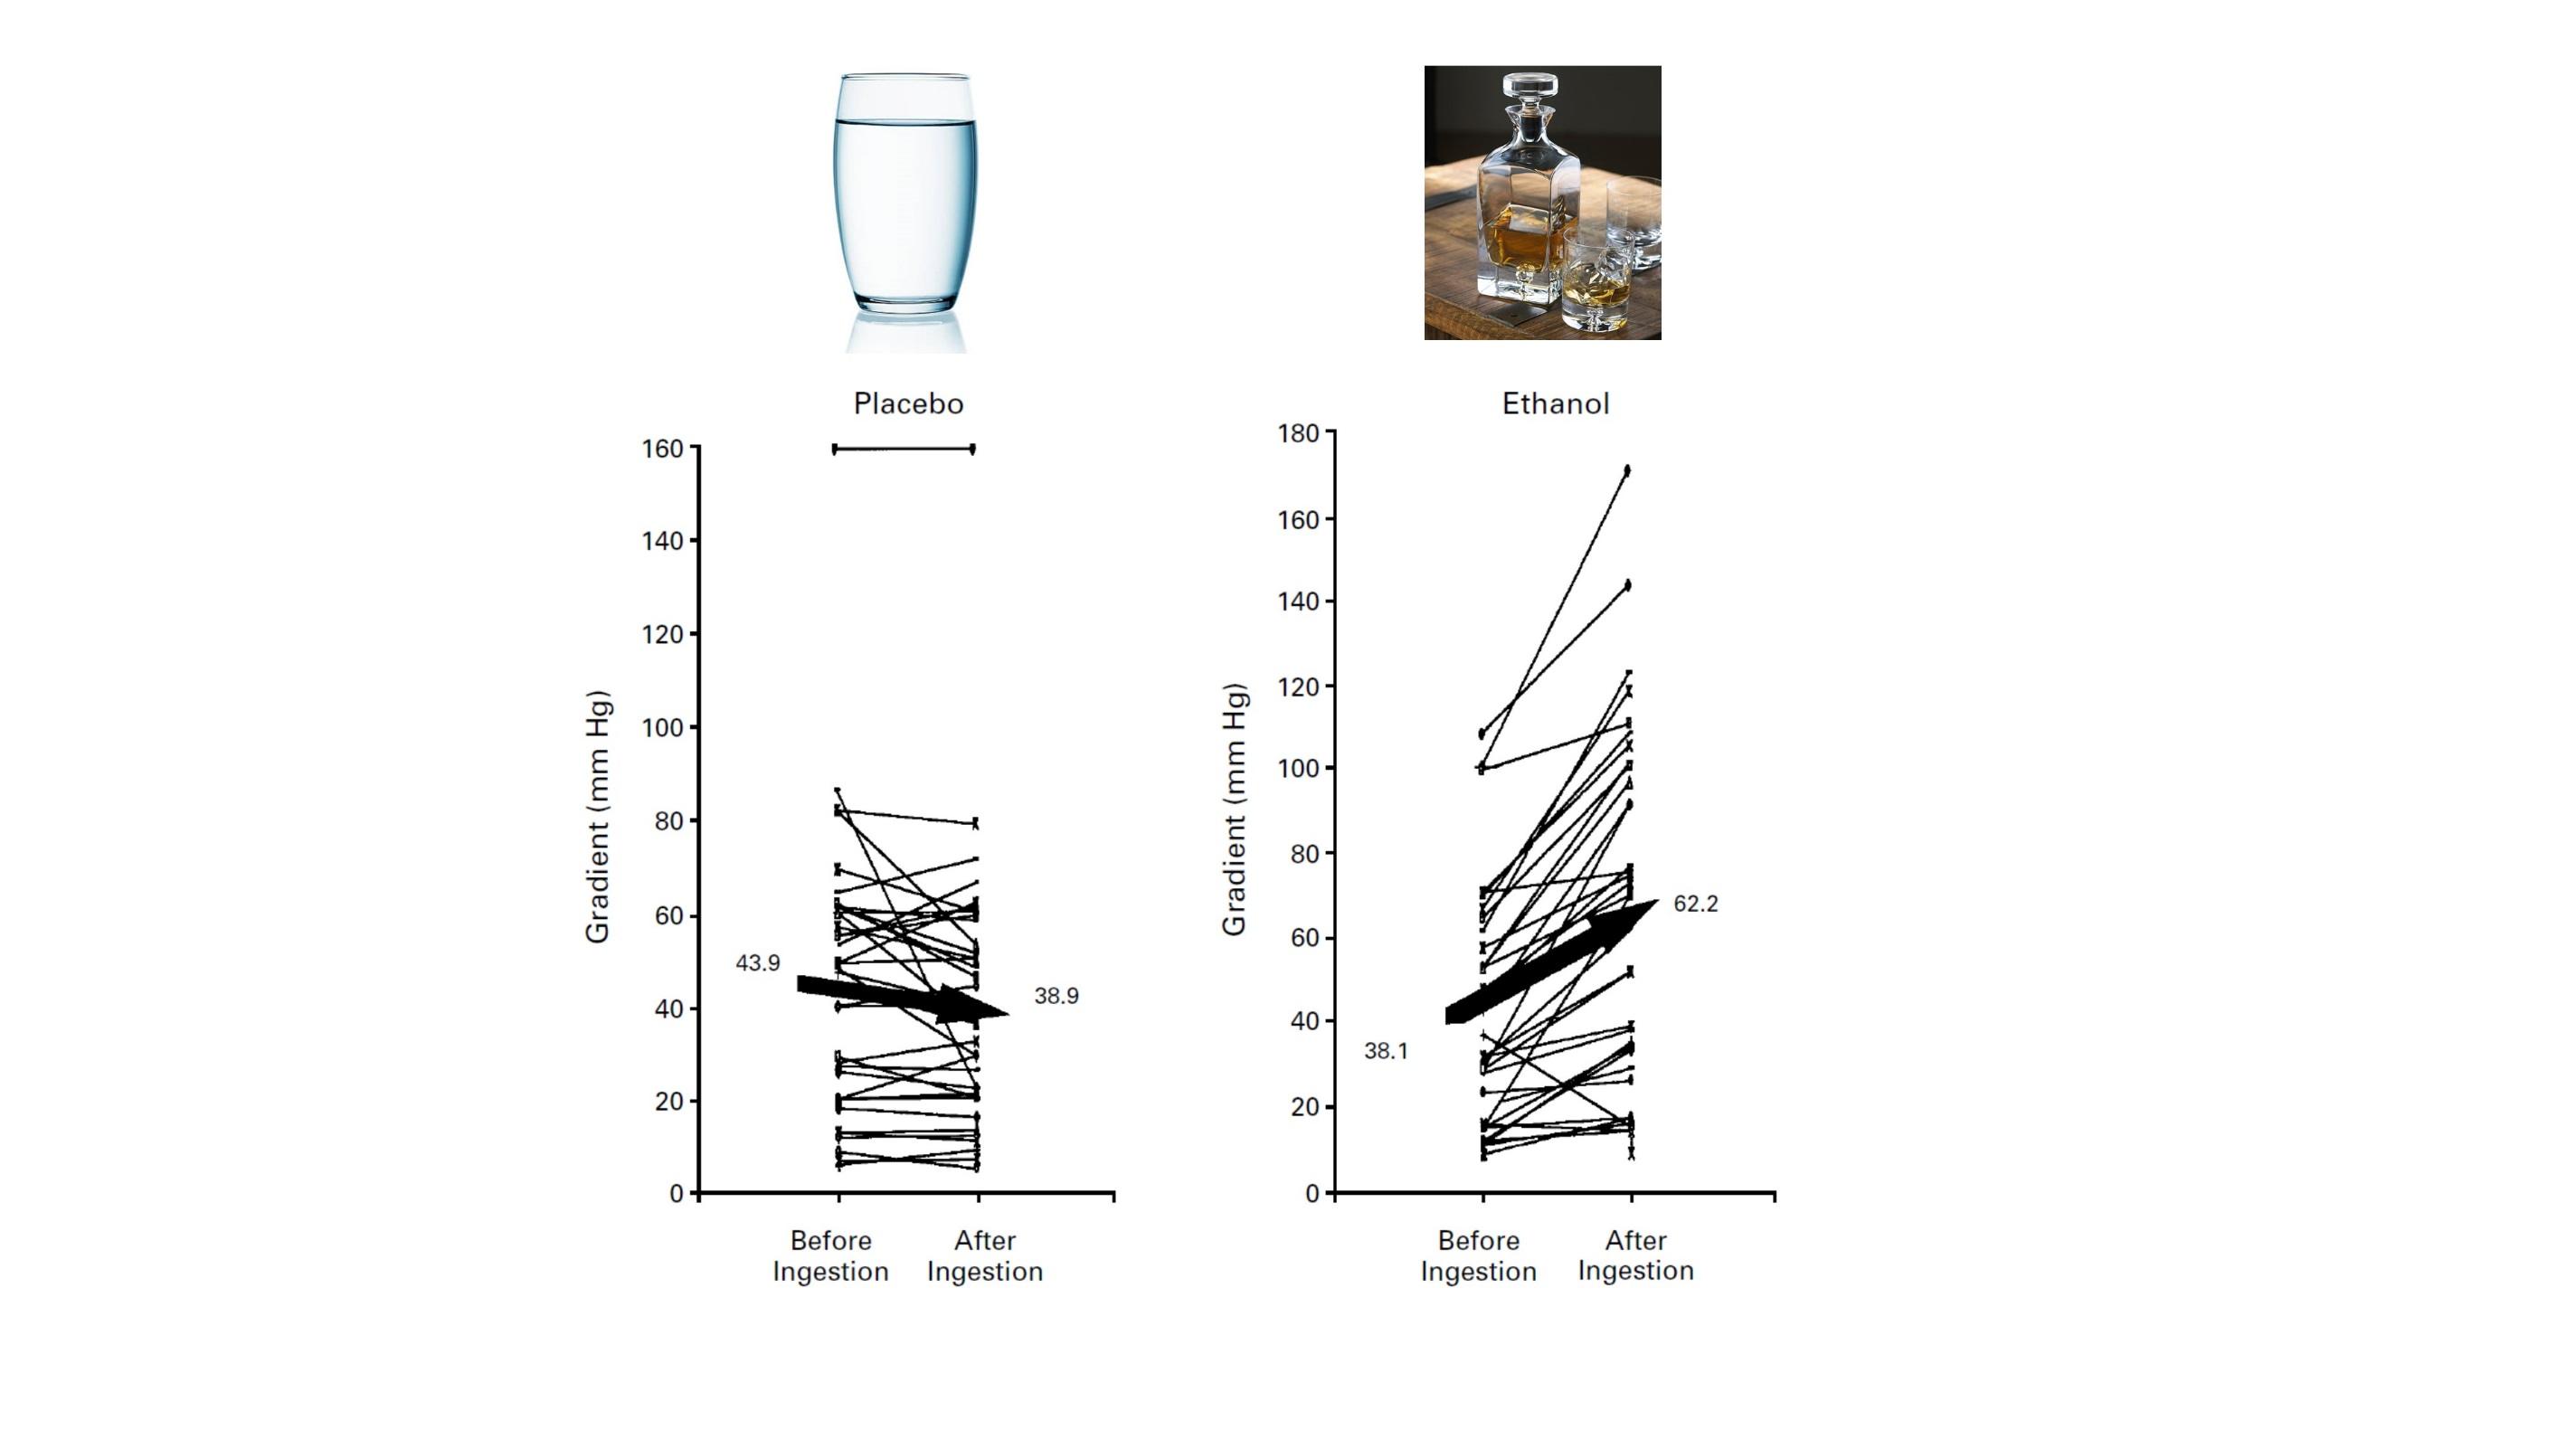 Placebo
160
140
120
100
80
60
40
20
0
Gradient (mm Hg)
43.9
38.9
Before
Ingestion
After
Ingestion
Ethanol
180
160
140
120
100
80
60
40
20
0
Gradient (mm Hg)
38.1
62.2
Before
Ingestion
After
Ingestion